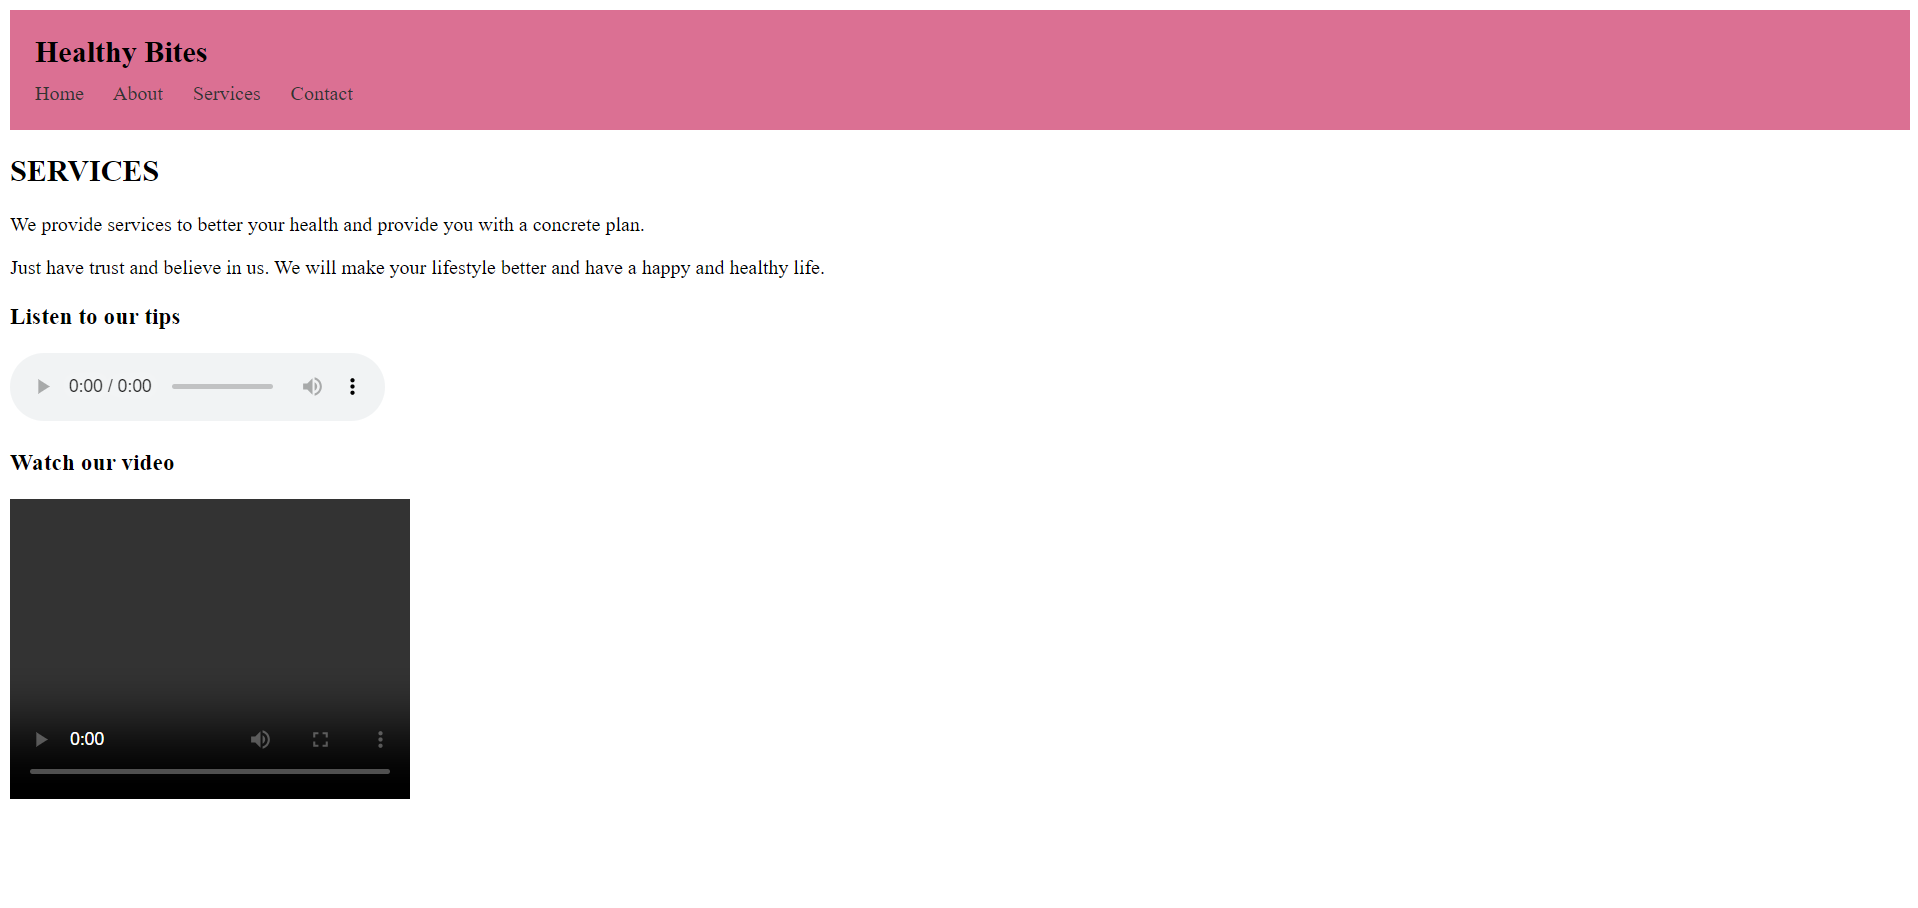 Healthy Bites
Home About Services Contact
SERVICES
We provide services to better your health and provide you with a concrete plan.
Just have trust and believe in us. We will make your lifestyle better and have a happy and healthy life.
Listen to our tips
0:00 / 0:00
Watch our video
0:00